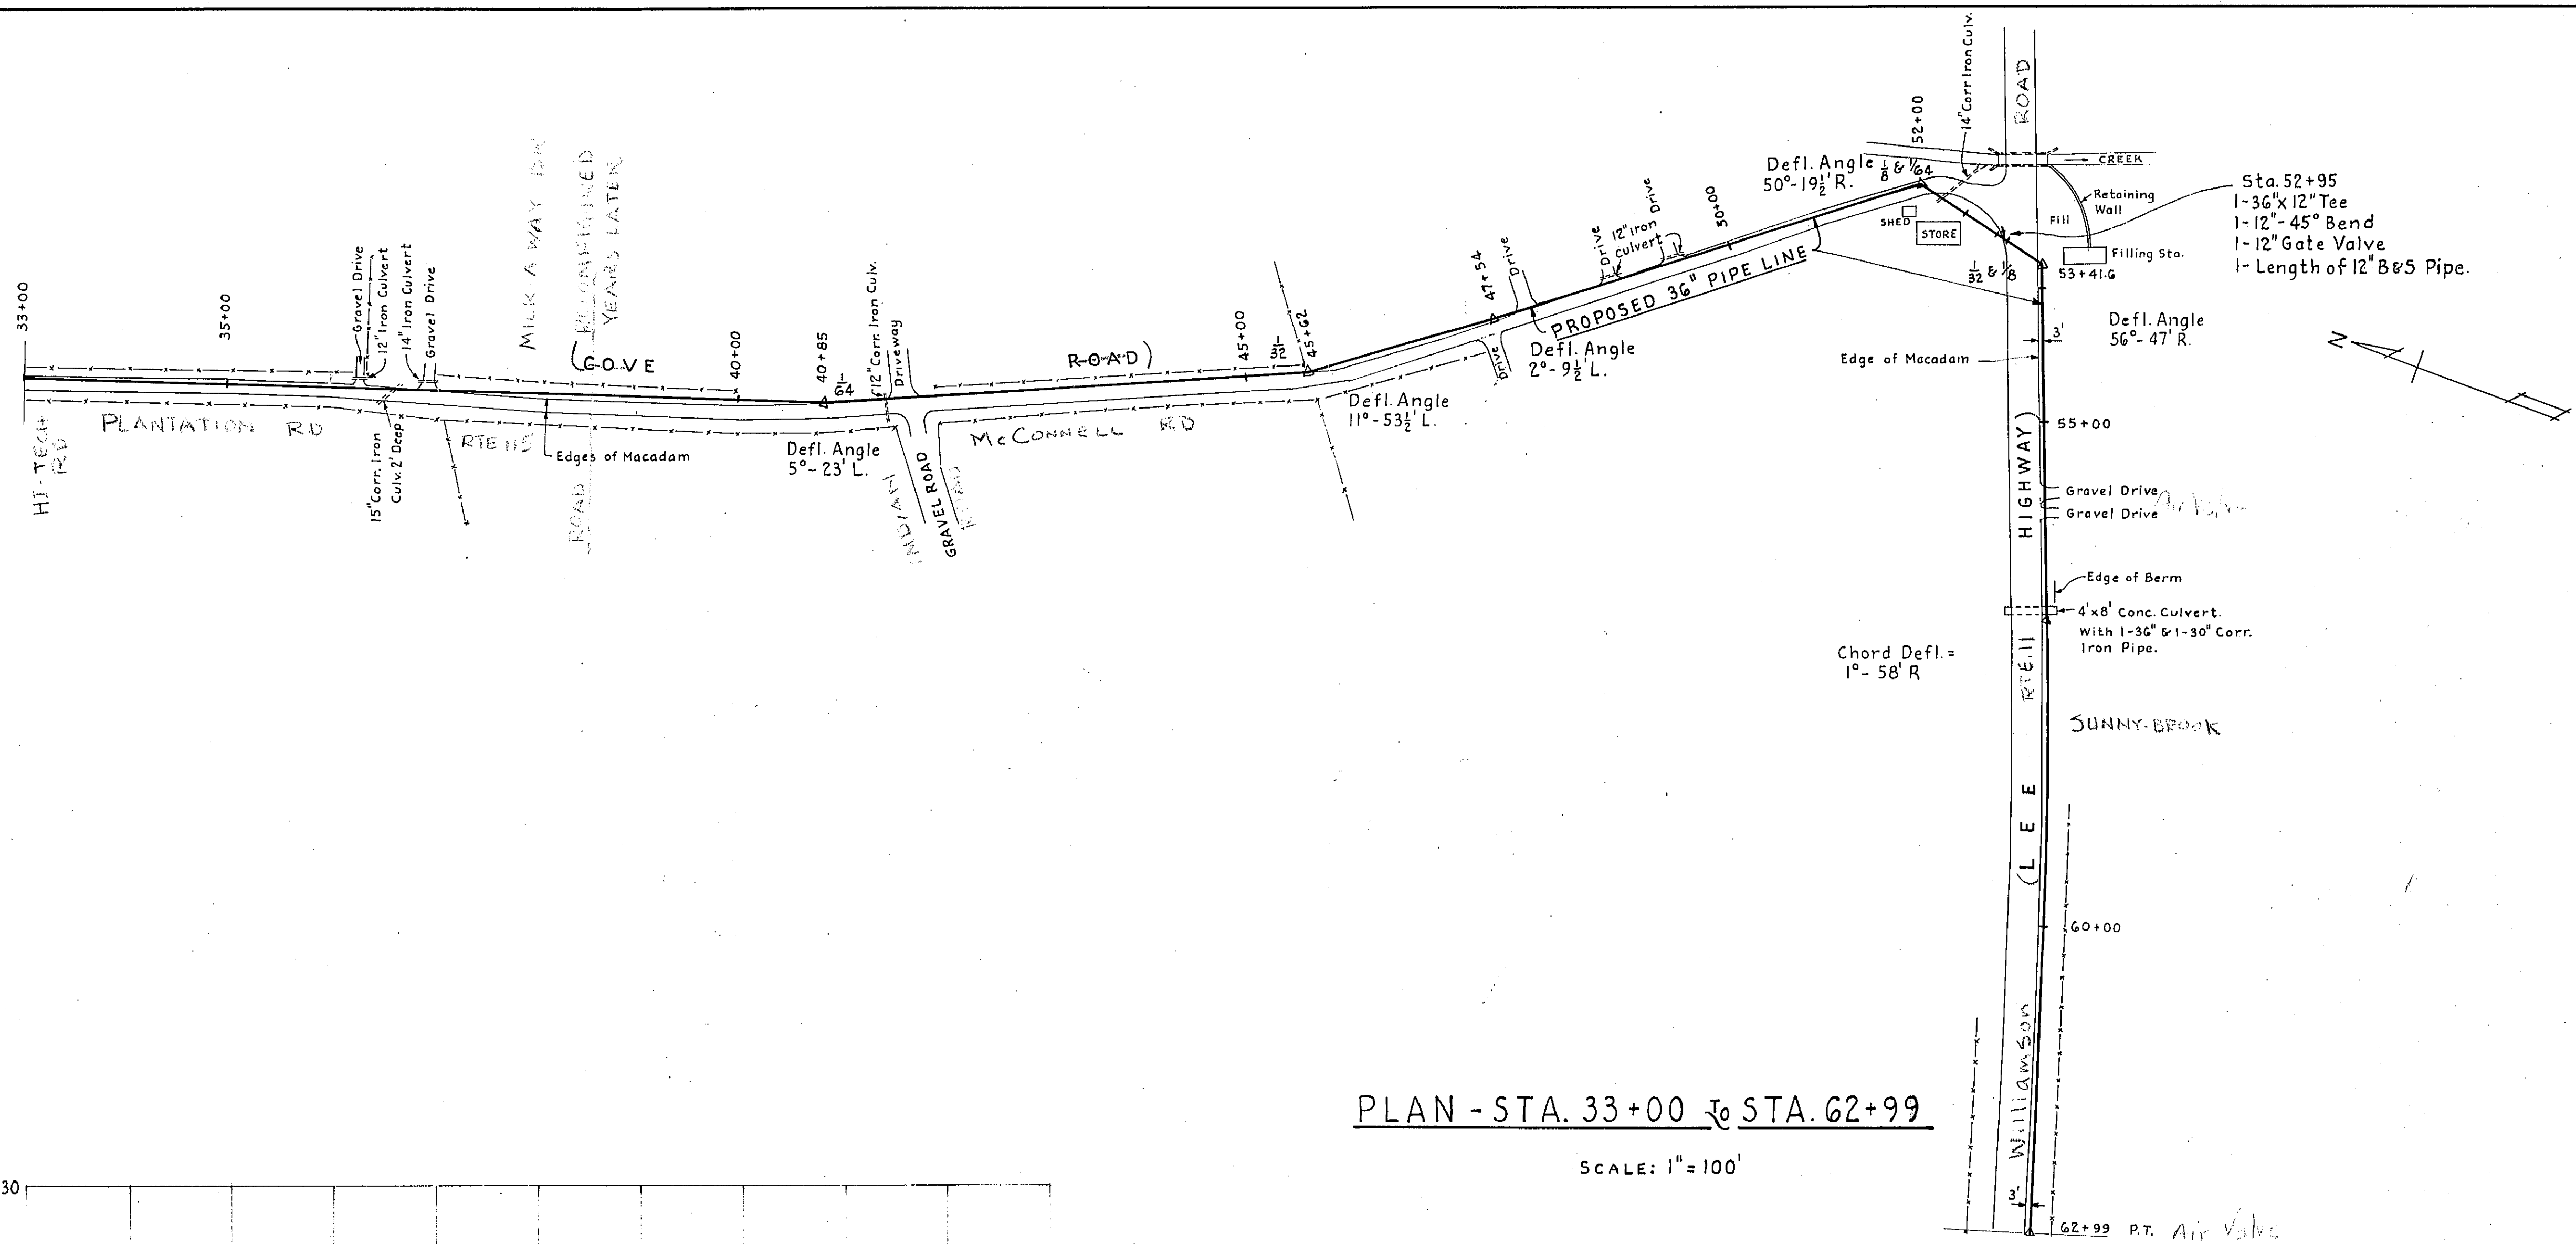 33+00
35+00
Gravel Drive
12" Iron Culvert
14" Iron Culvert
Gravel Drive
YEARS LATER
(COVE
ROAD)
40+00
40+85
1/64
12" Corr. Iron Culv.
Driveway
45+00
1/32
45+62
47+54
Drive
Drive
12" Iron
Culvert
50+00
Defl. Angle
50°-19½' R.
1/8 & 1/64
52+00
14" Corr Iron Culv.
ROAD
CREEK
Retaining
Wall
Fill
SHED
STORE
Filling Sta.
53+41.6
Sta. 52+95
1-36"x 12" Tee
1-12"-45° Bend
1-12" Gate Valve
1-Length of 12" B&S Pipe.
1/32 & 1/8
PROPOSED 36" PIPE LINE
Drive
Defl. Angle
2°-9½' L.
Defl. Angle
11°-53½' L.
Defl. Angle
56°-47' R.
3'
Edge of Macadam
N
HI-TECH
RD
PLANTATION RD
15" Corr. Iron
Culv. 2' Deep
RTE 115
Edges of Macadam
ROAD
Defl. Angle
5°-23' L.
INDIAN
GRAVEL ROAD
ROAD
McCONNELL RD
55+00
Gravel Drive
Air Valve
Gravel Drive
Edge of Berm
4'x8' Conc. Culvert.
With 1-36" & 1-30" Corr.
Iron Pipe.
Chord Defl.=
1°-58' R
SUNNY-BROOK
Williamson (LEE RTE.11 HIGHWAY)
60+00
PLAN - STA. 33+00 To STA. 62+99
SCALE: 1"=100'
3'
62+99 P.T. Air Valve
30